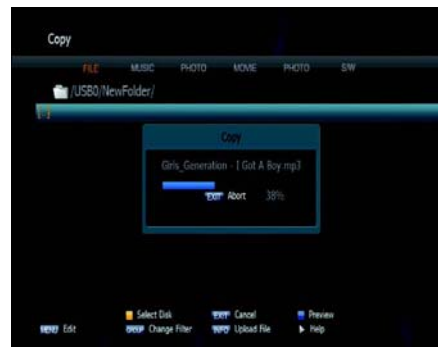 Copy
FILE MUSIC PHOTO MOVIE PHOTO S/W
/USB0/NewFolder/
[..]
Copy
Girls_Generation - I Got A Boy.mp3
EXIT Abort 38%
Select Disk EXIT Cancel Preview
MENU Edit GROUP Change Filter INFO Upload File Help